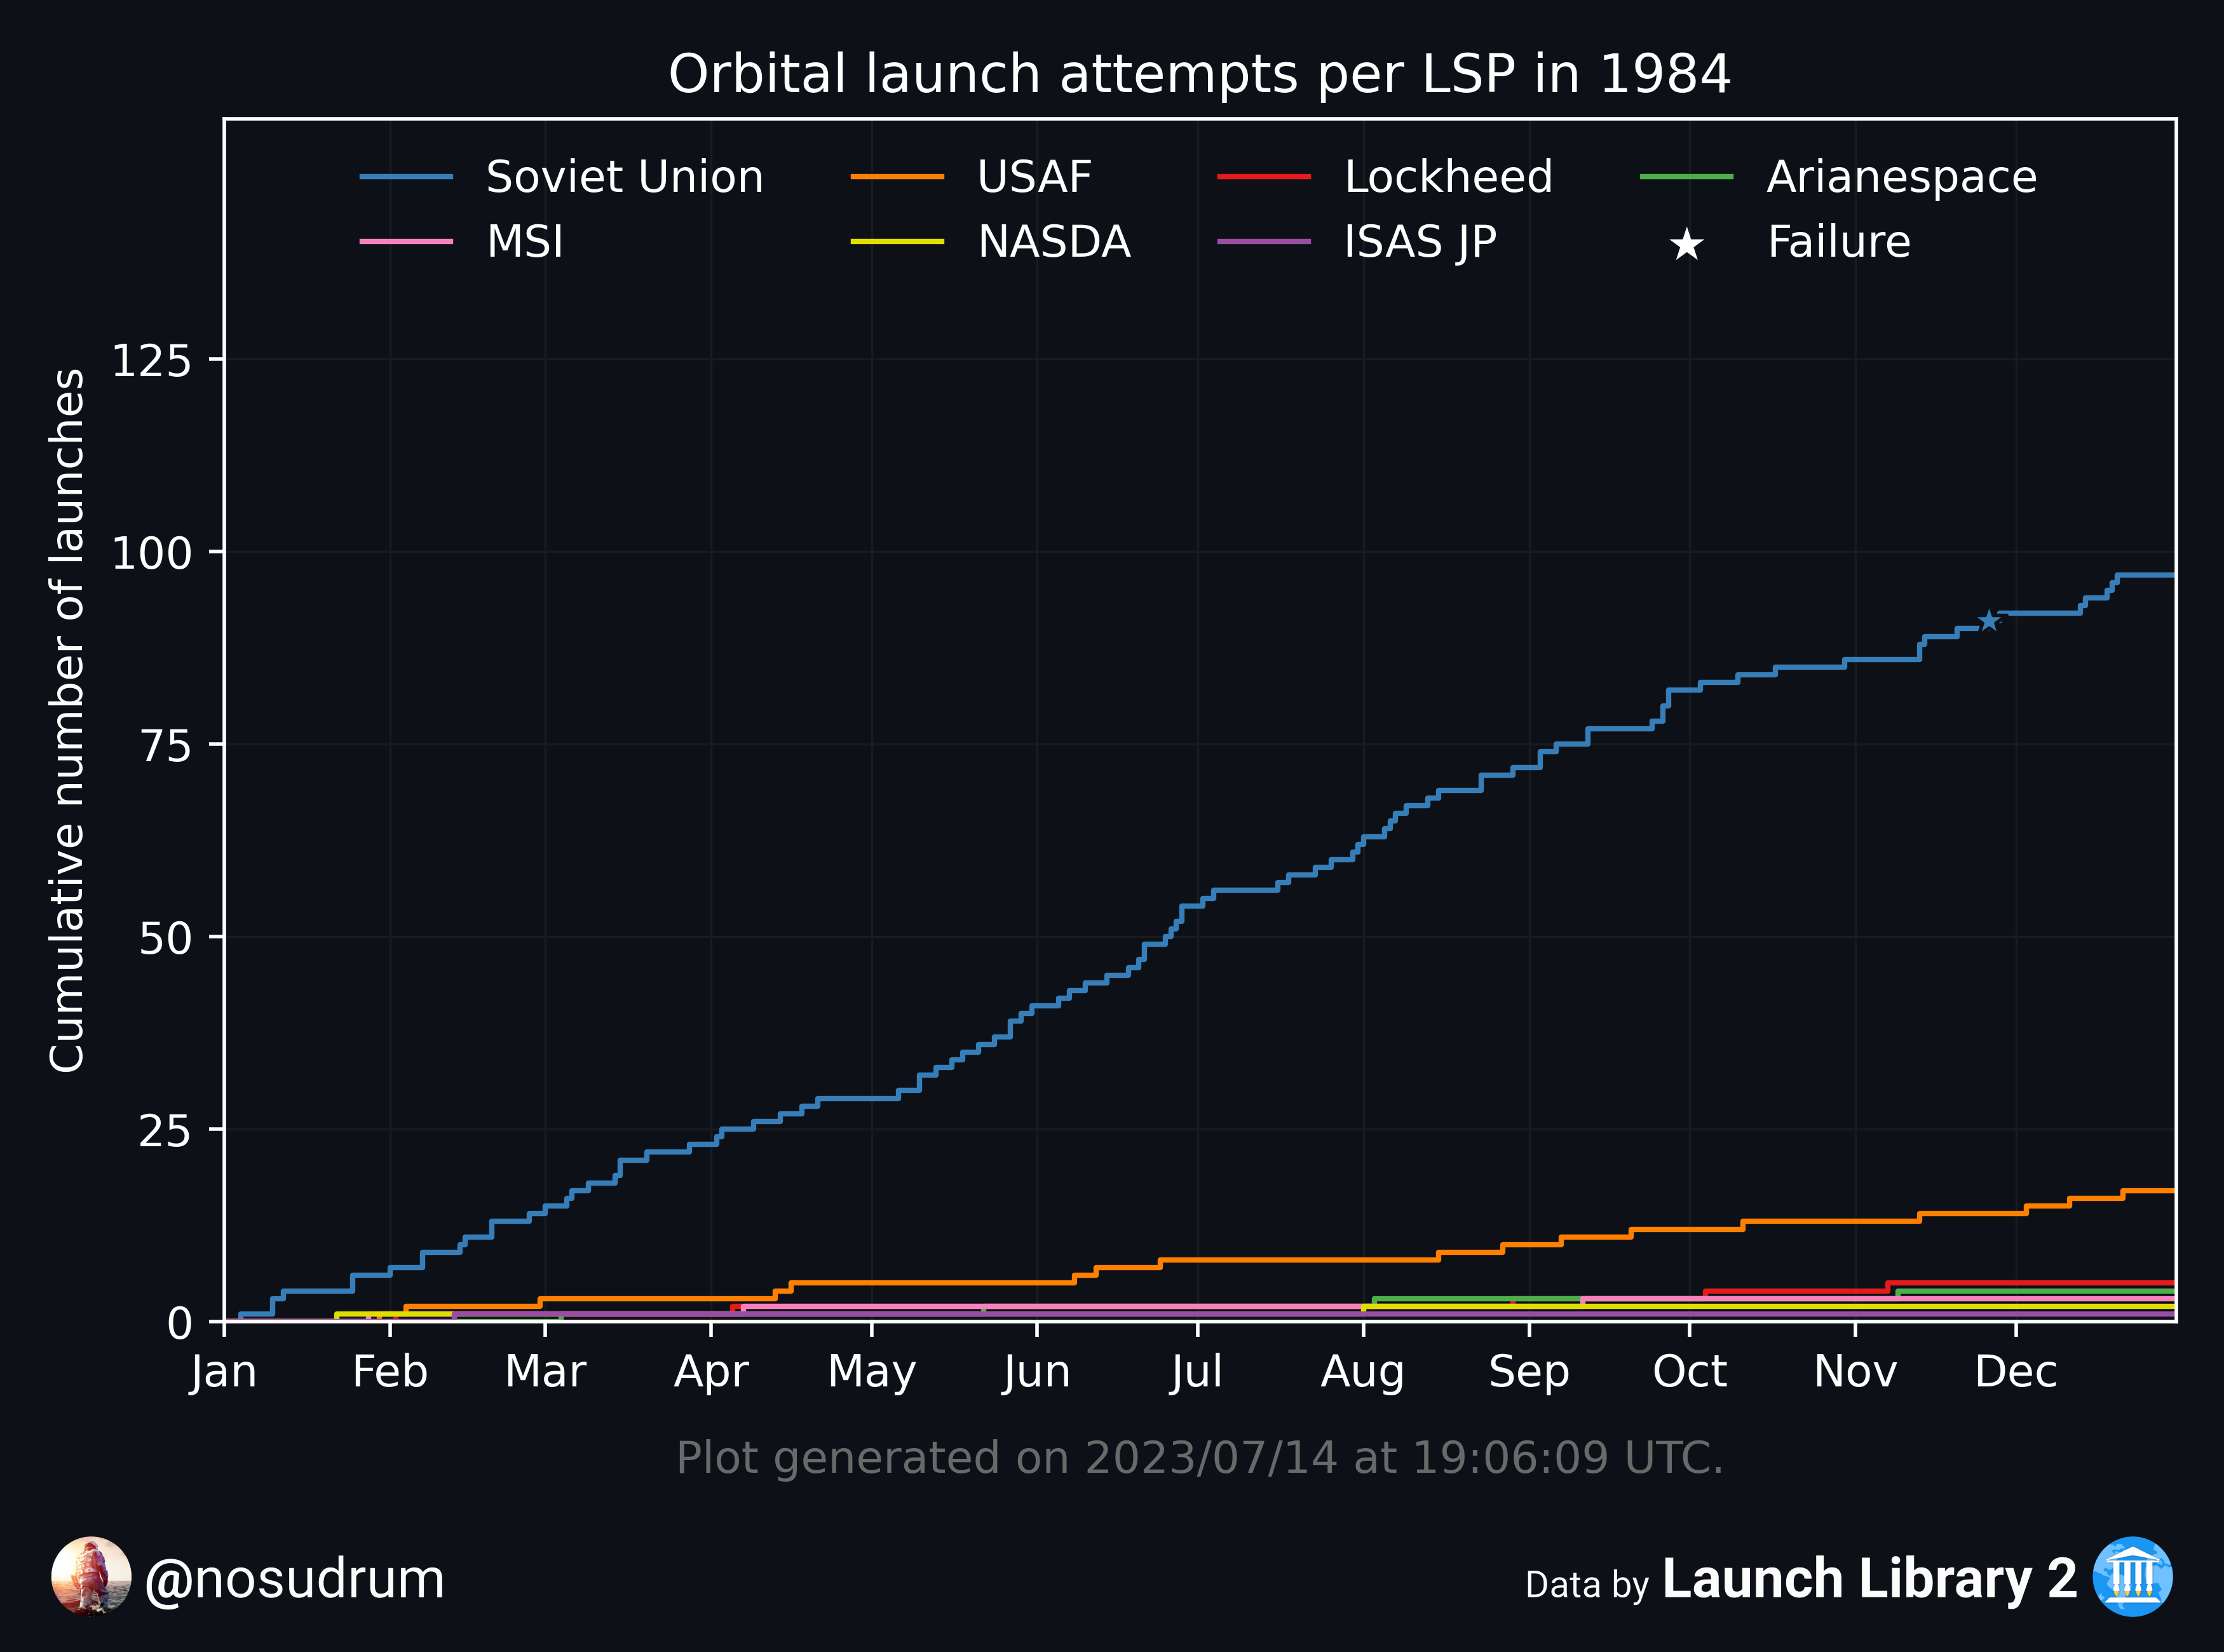 Orbital launch attempts per LSP in 1984
Soviet Union USAF Lockheed Arianespace
MSI NASDA ISAS JP Failure
Cumulative number of launches
125
100
75
50
25
0
Jan Feb Mar Apr May Jun Jul Aug Sep Oct Nov Dec
Plot generated on 2023/07/14 at 19:06:09 UTC.
@nosudrum
Data by Launch Library 2